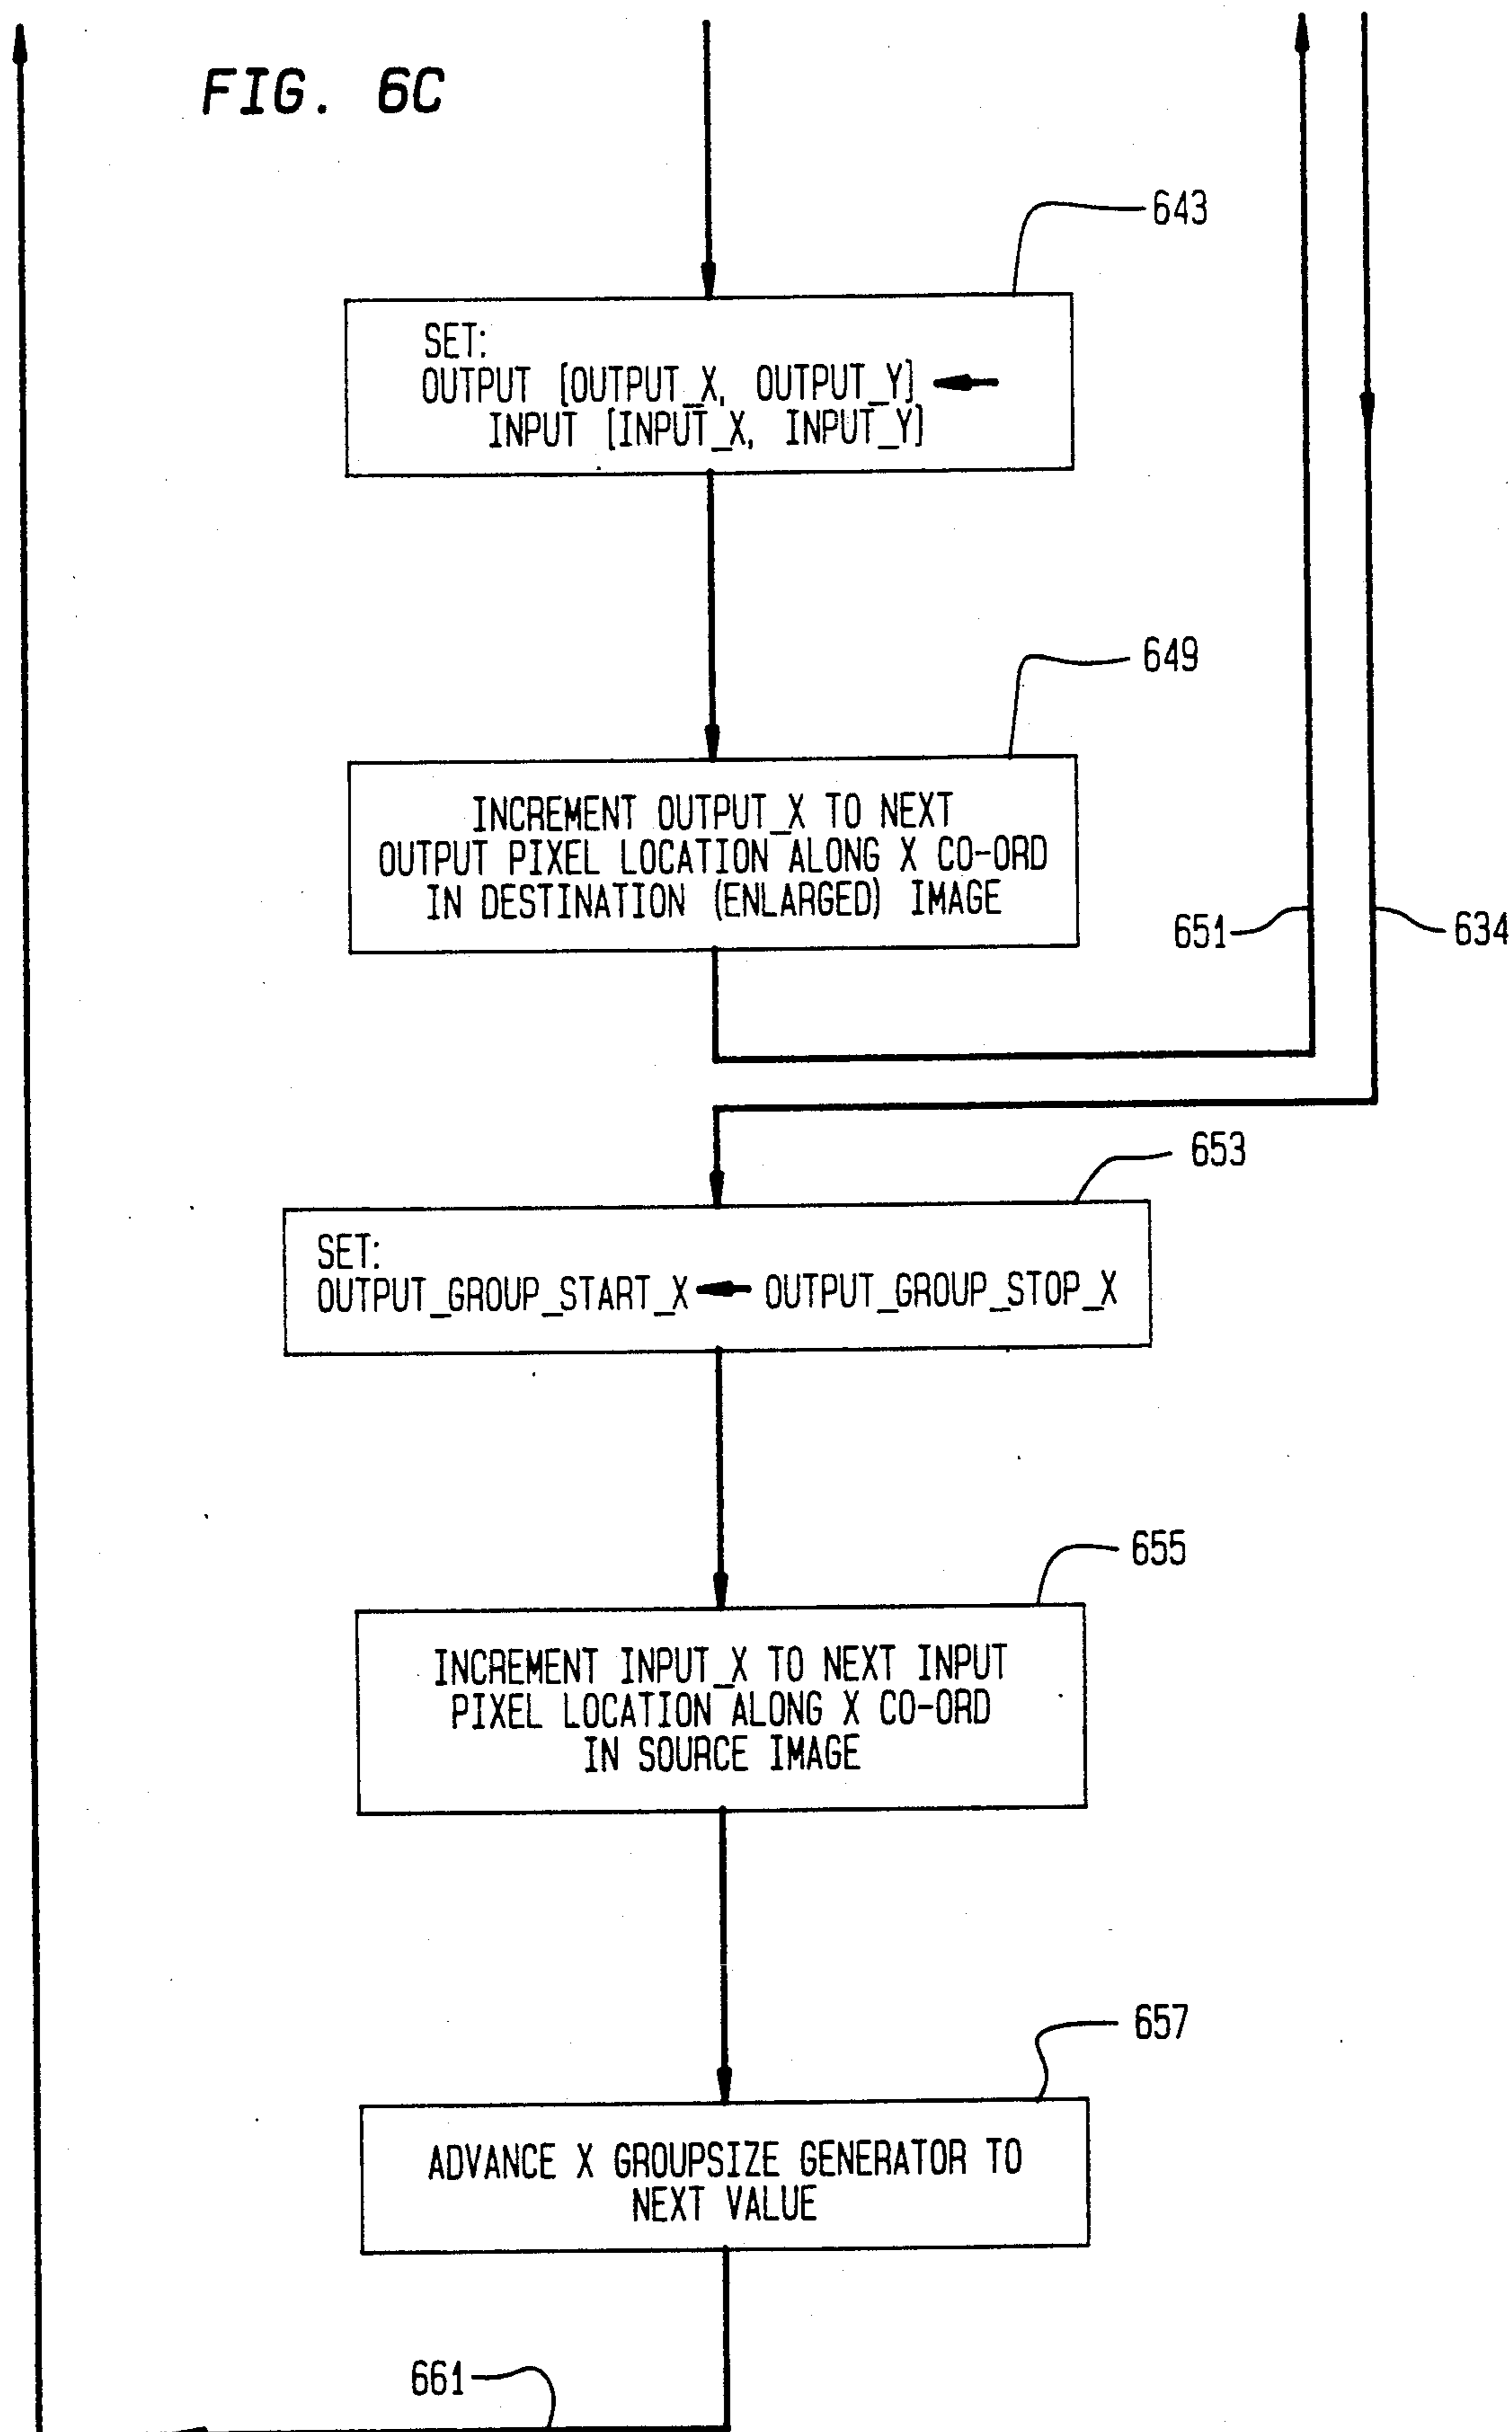 FIG. 6C
643
SET:
OUTPUT [OUTPUT_X, OUTPUT_Y]
INPUT [INPUT_X, INPUT_Y]
649
INCREMENT OUTPUT_X TO NEXT
OUTPUT PIXEL LOCATION ALONG X CO-ORD
IN DESTINATION (ENLARGED) IMAGE
651
634
653
SET:
OUTPUT_GROUP_START_X ← OUTPUT_GROUP_STOP_X
655
INCREMENT INPUT_X TO NEXT INPUT
PIXEL LOCATION ALONG X CO-ORD
IN SOURCE IMAGE
657
ADVANCE X GROUPSIZE GENERATOR TO
NEXT VALUE
661